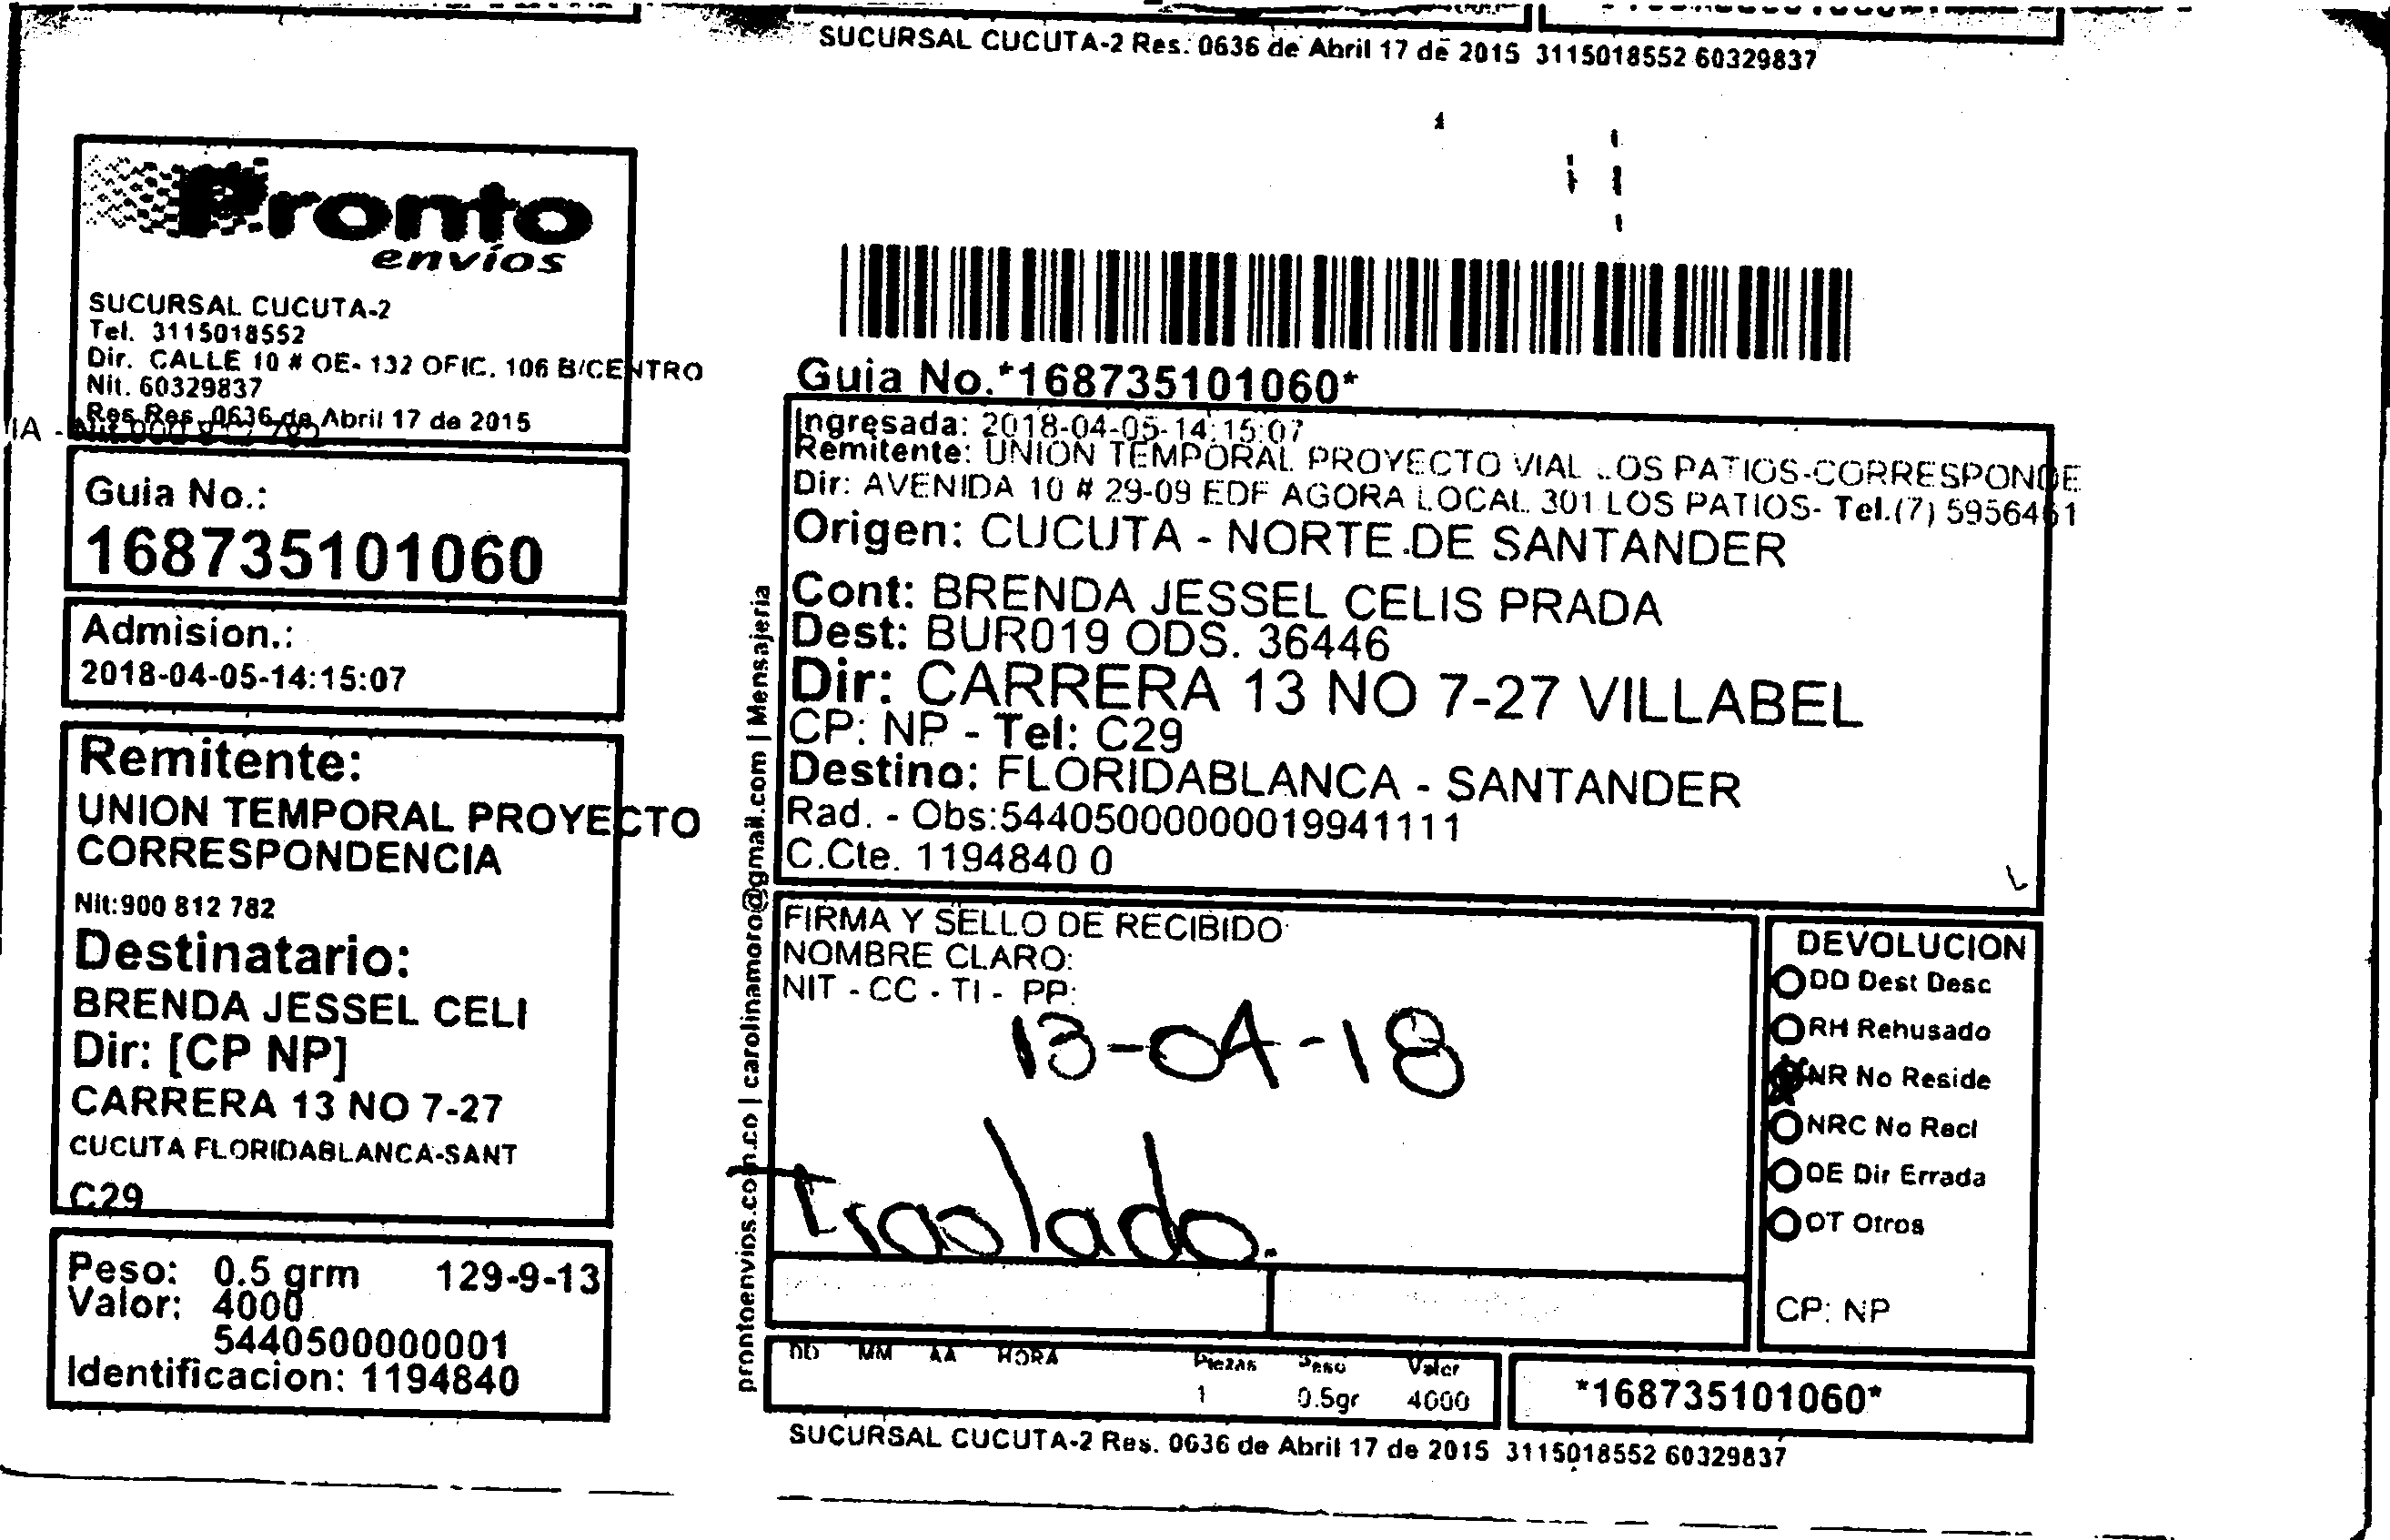 SUCURSAL CUCUTA-2 Res. 0636 de Abril 17 de 2015 3115018552 60329837
Pronto
envíos
SUCURSAL CUCUTA-2
Tel. 3115018552
Dir. CALLE 10 # OE- 132 OFIC. 106 B/CENTRO
Nit. 60329837
Res Res. 0636 de Abril 17 de 2015
IA -
Guia No.:
168735101060
Admision.:
2018-04-05-14:15:07
Remitente:
UNION TEMPORAL PROYECTO
CORRESPONDENCIA
Nit:900 812 782
Destinatario:
BRENDA JESSEL CELI
Dir: [CP NP]
CARRERA 13 NO 7-27
CUCUTA FLORIDABLANCA-SANT
C29
Peso: 0.5 grm 129-9-13
Valor: 4000
5440500000001
Identificacion: 1194840
prontoenvios.com.co | carolinamoro@gmail.com | Mensajeria
Guia No.*168735101060*
Ingresada: 2018-04-05-14:15:07
Remitente: UNION TEMPORAL PROYECTO VIAL LOS PATIOS-CORRESPONDE
Dir: AVENIDA 10 # 29-09 EDF AGORA LOCAL 301 LOS PATIOS- Tel.(7) 5956461
Origen: CUCUTA - NORTE DE SANTANDER
Cont: BRENDA JESSEL CELIS PRADA
Dest: BUR019 ODS. 36446
Dir: CARRERA 13 NO 7-27 VILLABEL
CP: NP - Tel: C29
Destino: FLORIDABLANCA - SANTANDER
Rad. - Obs:544050000000019941111
C.Cte. 1194840 0
FIRMA Y SELLO DE RECIBIDO
NOMBRE CLARO:
NIT - CC - TI - PP:
13-04-18
traslado.
DEVOLUCION
DD Dest Desc
RH Rehusado
NR No Reside
NRC No Recl
DE Dir Errada
OT Otros
CP: NP
DD MM AA HORA Piezas Peso Valor
1 0.5gr 4000
*168735101060*
SUCURSAL CUCUTA-2 Res. 0636 de Abril 17 de 2015 3115018552 60329837